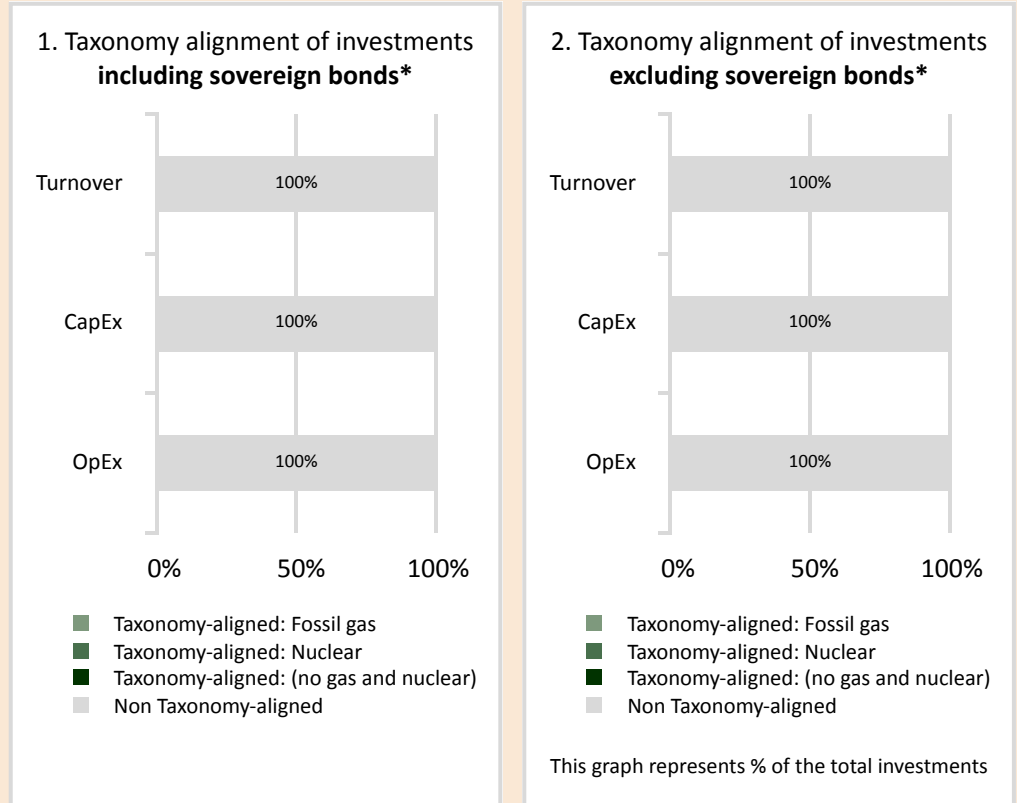 1. Taxonomy alignment of investments
including sovereign bonds*
Turnover
100%
CapEx
100%
OpEx
100%
0% 50% 100%
Taxonomy-aligned: Fossil gas
Taxonomy-aligned: Nuclear
Taxonomy-aligned: (no gas and nuclear)
Non Taxonomy-aligned
2. Taxonomy alignment of investments
excluding sovereign bonds*
Turnover
100%
CapEx
100%
OpEx
100%
0% 50% 100%
Taxonomy-aligned: Fossil gas
Taxonomy-aligned: Nuclear
Taxonomy-aligned: (no gas and nuclear)
Non Taxonomy-aligned
This graph represents % of the total investments